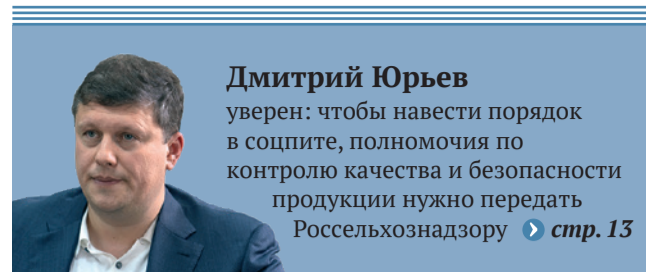 Дмитрий Юрьев
уверен: чтобы навести порядок
в соцпите, полномочия по
контролю качества и безопасности
продукции нужно передать
Россельхознадзору стр. 13